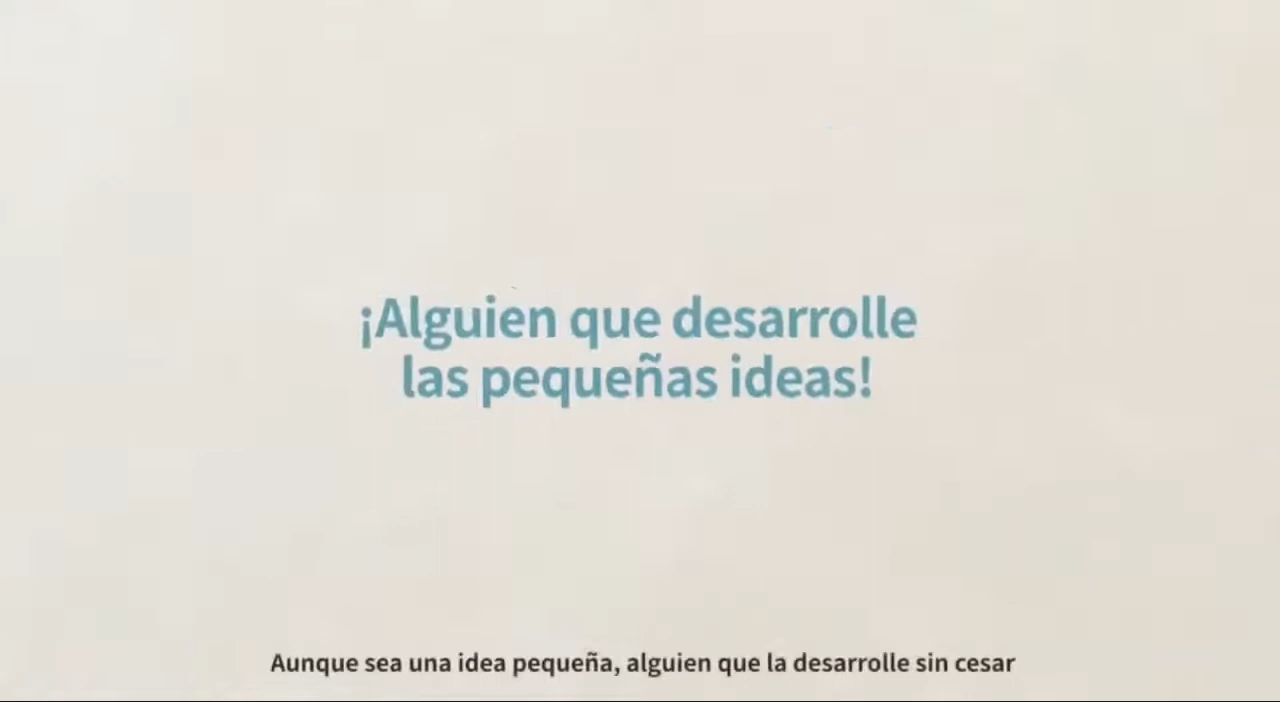 ¡Alguien que desarrolle
las pequeñas ideas!
Aunque sea una idea pequeña, alguien que la desarrolle sin cesar